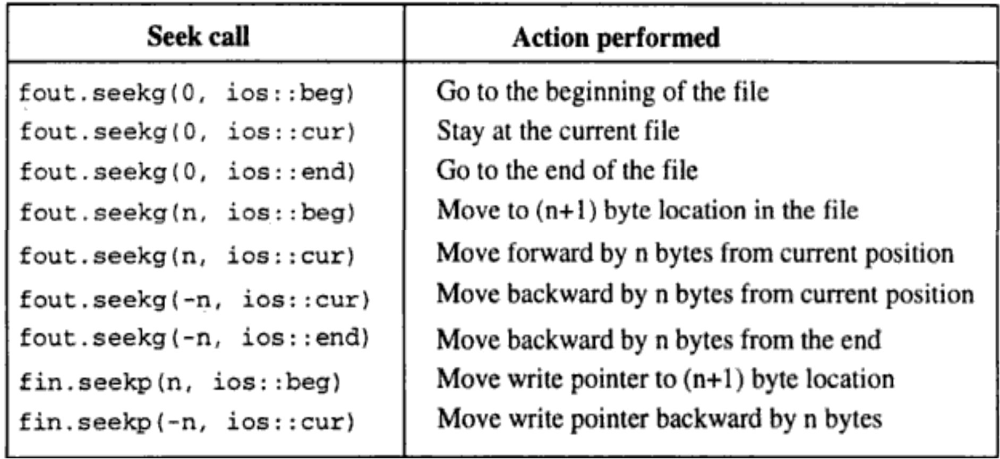 Seek call Action performed
fout.seekg(0, ios::beg) Go to the beginning of the file
fout.seekg(0, ios::cur) Stay at the current file
fout.seekg(0, ios::end) Go to the end of the file
fout.seekg(n, ios::beg) Move to (n+1) byte location in the file
fout.seekg(n, ios::cur) Move forward by n bytes from current position
fout.seekg(-n, ios::cur) Move backward by n bytes from current position
fout.seekg(-n, ios::end) Move backward by n bytes from the end
fin.seekp(n, ios::beg) Move write pointer to (n+1) byte location
fin.seekp(-n, ios::cur) Move write pointer backward by n bytes